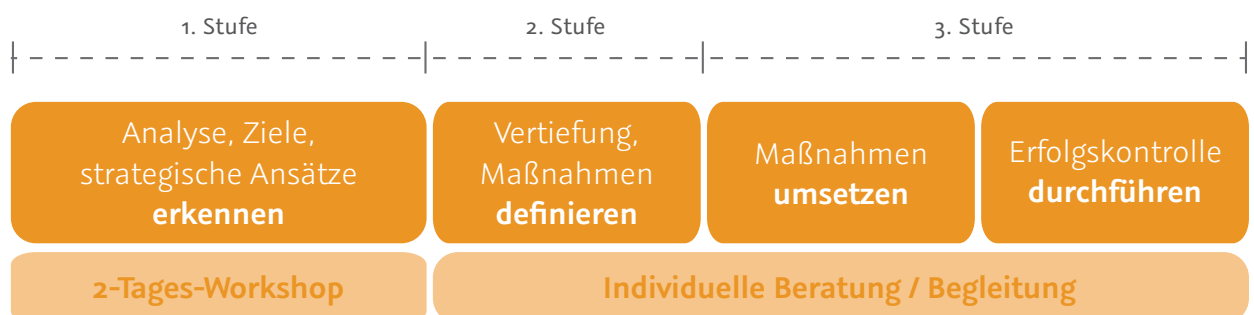 1. Stufe
2. Stufe
3. Stufe
Analyse, Ziele,
strategische Ansätze
erkennen
Vertiefung,
Maßnahmen
definieren
Maßnahmen
umsetzen
Erfolgskontrolle
durchführen
2-Tages-Workshop
Individuelle Beratung / Begleitung